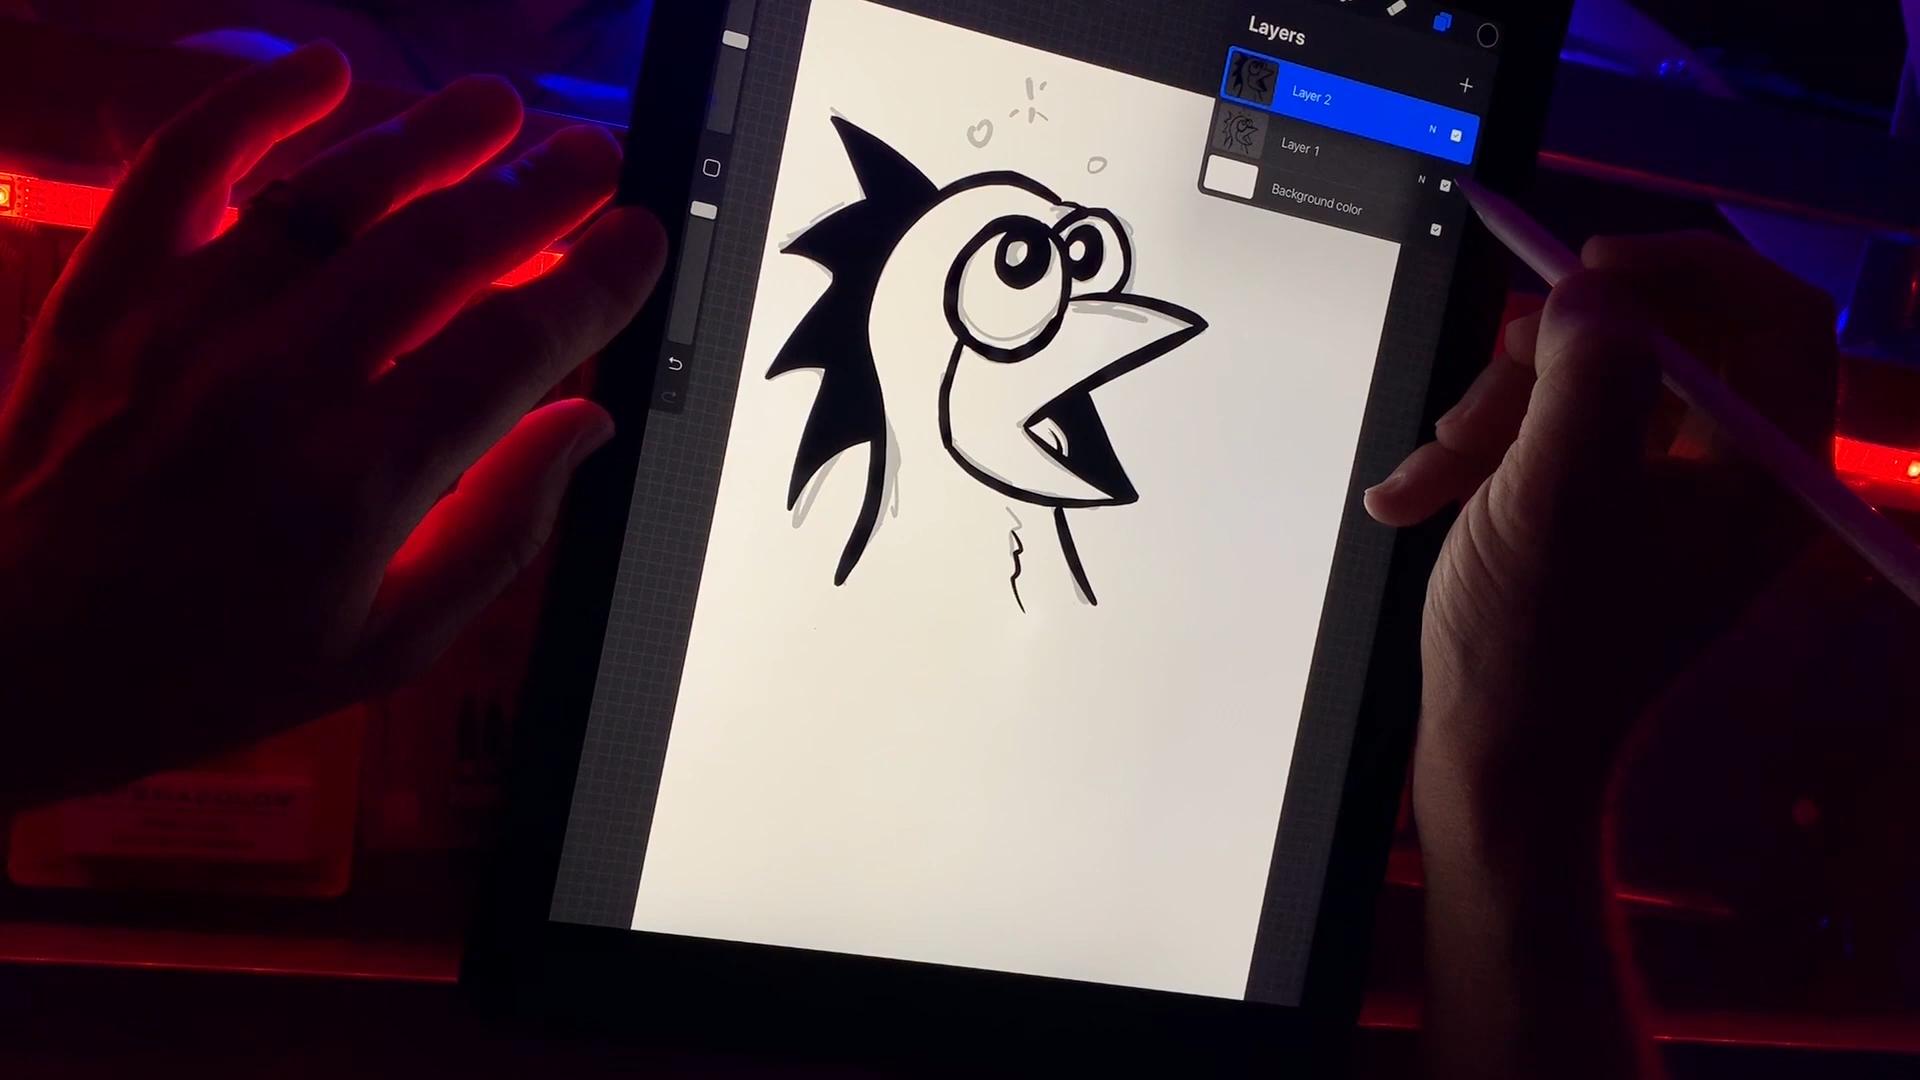 Layers
Layer 2
N
Layer 1
N
Background color